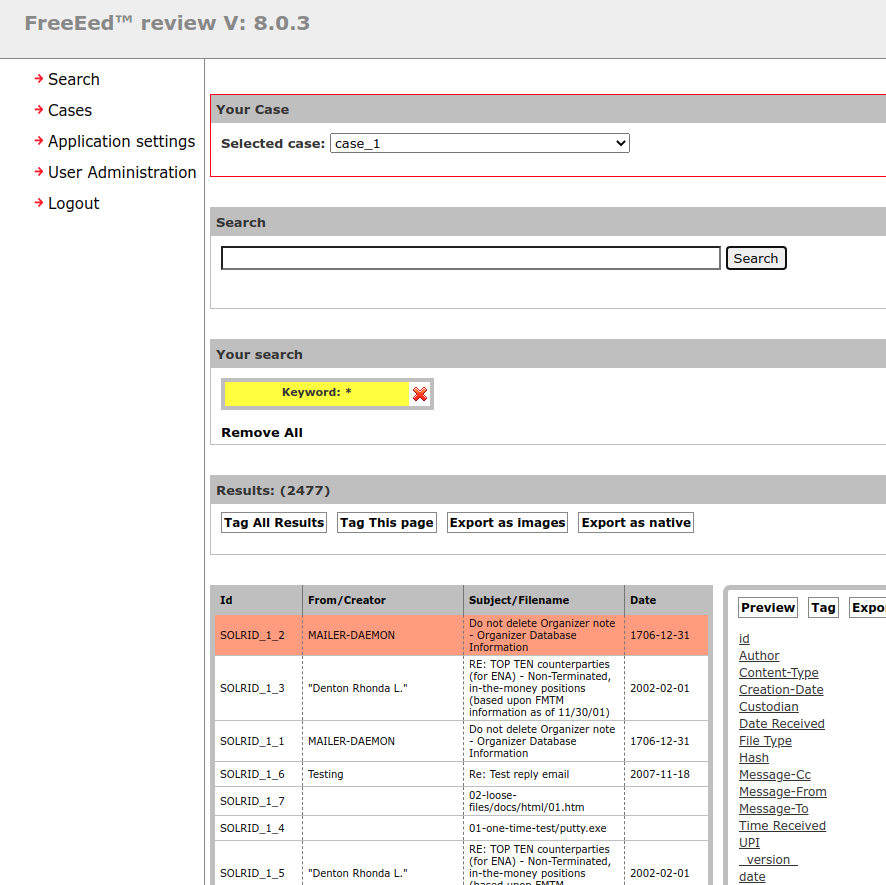 FreeEed™ review V: 8.0.3
Search
Cases
Application settings
User Administration
Logout
Your Case
Selected case: case_1
Search
Search
Your search
Keyword: *
Remove All
Results: (2477)
Tag All Results Tag This page Export as images Export as native
Id From/Creator Subject/Filename Date
SOLRID_1_2 MAILER-DAEMON Do not delete Organizer note
- Organizer Database
Information 1706-12-31
SOLRID_1_3 "Denton Rhonda L." RE: TOP TEN counterparties
(for ENA) - Non-Terminated,
in-the-money positions
(based upon FMTM
information as of 11/30/01) 2002-02-01
SOLRID_1_1 MAILER-DAEMON Do not delete Organizer note
- Organizer Database
Information 1706-12-31
SOLRID_1_6 Testing Re: Test reply email 2007-11-18
SOLRID_1_7 02-loose-
files/docs/html/01.htm
SOLRID_1_4 01-one-time-test/putty.exe
SOLRID_1_5 "Denton Rhonda L." RE: TOP TEN counterparties
(for ENA) - Non-Terminated,
in-the-money positions
(based upon FMTM 2002-02-01
Preview Tag Expo
id
Author
Content-Type
Creation-Date
Custodian
Date Received
File Type
Hash
Message-Cc
Message-From
Message-To
Time Received
UPI
_version_
date